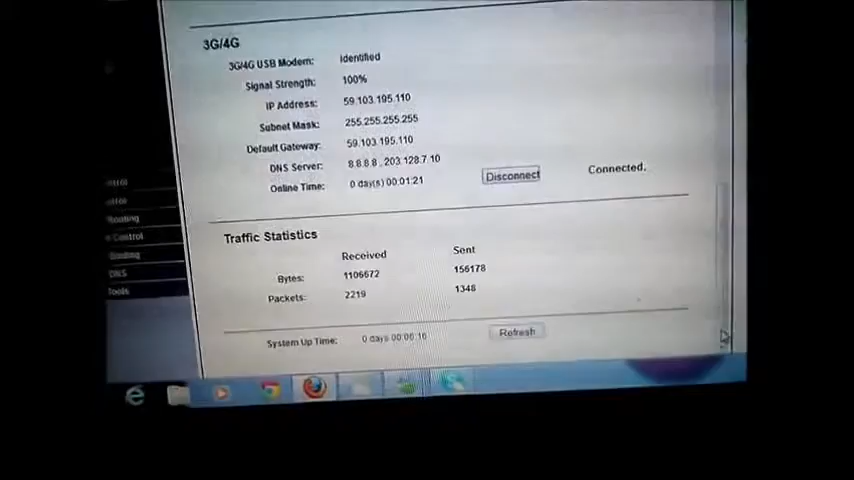 3G/4G
3G/4G USB Modem: Identified
Signal Strength: 100%
IP Address: 59.103.195.110
Subnet Mask: 255.255.255.255
Default Gateway: 59.103.195.110
DNS Server: 8.8.8.8 , 203.128.7.10
Online Time: 0 day(s) 00:01:21 Disconnect Connected.
Routing
Control
DNS
Tools
Traffic Statistics
Received Sent
Bytes: 1106672 156178
Packets: 2219 1348
System Up Time: 0 days 00:06:16 Refresh